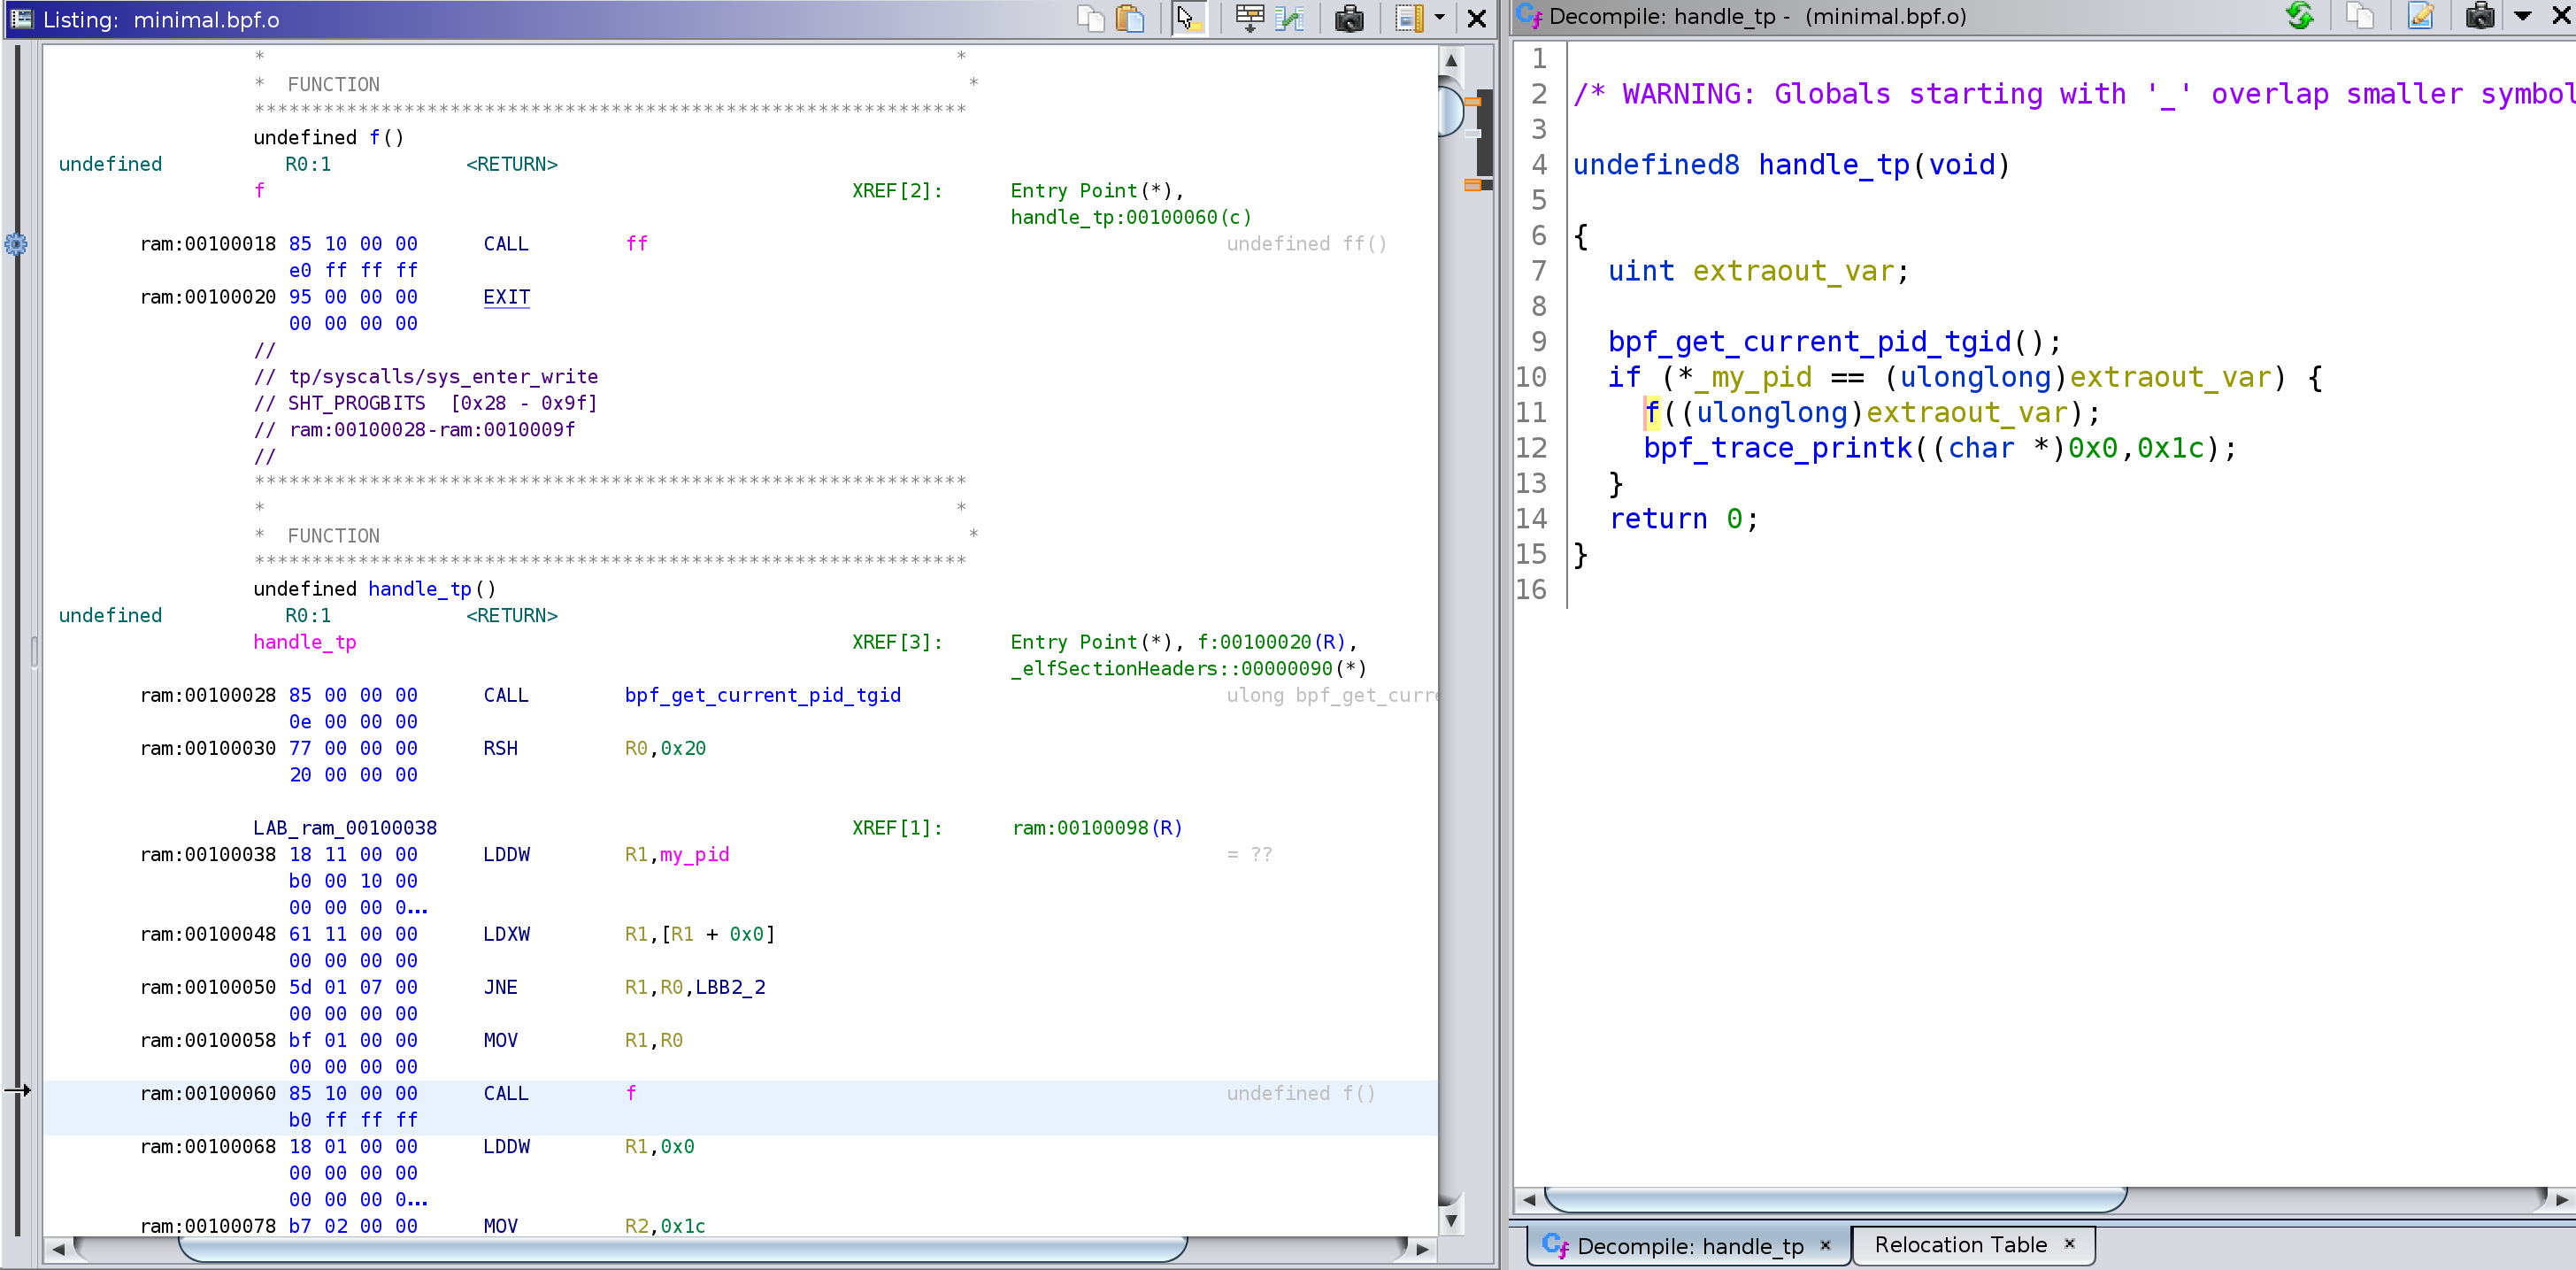 Listing: minimal.bpf.o
* *
* FUNCTION *
**************************************************************
undefined f()
undefined R0:1 <RETURN>
f XREF[2]: Entry Point(*),
handle_tp:00100060(c)
ram:00100018 85 10 00 00 CALL ff undefined ff()
e0 ff ff ff
ram:00100020 95 00 00 00 EXIT
00 00 00 00
//
// tp/syscalls/sys_enter_write
// SHT_PROGBITS [0x28 - 0x9f]
// ram:00100028-ram:0010009f
//
**************************************************************
* *
* FUNCTION *
**************************************************************
undefined handle_tp()
undefined R0:1 <RETURN>
handle_tp XREF[3]: Entry Point(*), f:00100020(R),
_elfSectionHeaders::00000090(*)
ram:00100028 85 00 00 00 CALL bpf_get_current_pid_tgid ulong bpf_get_curre
0e 00 00 00
ram:00100030 77 00 00 00 RSH R0,0x20
20 00 00 00
LAB_ram_00100038 XREF[1]: ram:00100098(R)
ram:00100038 18 11 00 00 LDDW R1,my_pid = ??
b0 00 10 00
00 00 00 0...
ram:00100048 61 11 00 00 LDXW R1,[R1 + 0x0]
00 00 00 00
ram:00100050 5d 01 07 00 JNE R1,R0,LBB2_2
00 00 00 00
ram:00100058 bf 01 00 00 MOV R1,R0
00 00 00 00
ram:00100060 85 10 00 00 CALL f undefined f()
b0 ff ff ff
ram:00100068 18 01 00 00 LDDW R1,0x0
00 00 00 00
00 00 00 0...
ram:00100078 b7 02 00 00 MOV R2,0x1c
Decompile: handle_tp - (minimal.bpf.o)
1
2 /* WARNING: Globals starting with '_' overlap smaller symbol
3
4 undefined8 handle_tp(void)
5
6 {
7 uint extraout_var;
8
9 bpf_get_current_pid_tgid();
10 if (*_my_pid == (ulonglong)extraout_var) {
11 f((ulonglong)extraout_var);
12 bpf_trace_printk((char *)0x0,0x1c);
13 }
14 return 0;
15 }
16
Decompile: handle_tp ×
Relocation Table ×